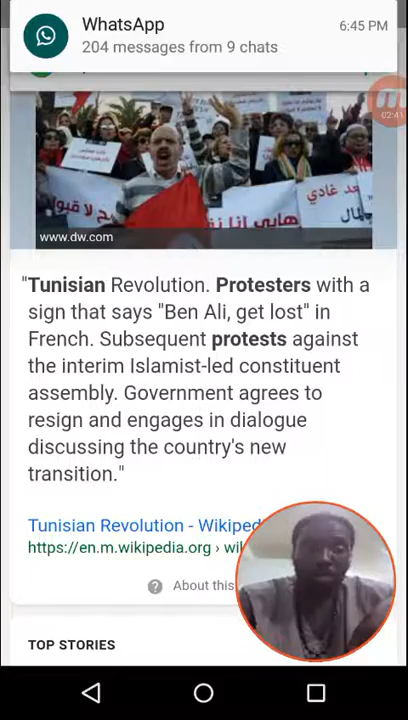 WhatsApp
6:45 PM
204 messages from 9 chats
02:41
www.dw.com
"Tunisian Revolution. Protesters with a
sign that says "Ben Ali, get lost" in
French. Subsequent protests against
the interim Islamist-led constituent
assembly. Government agrees to
resign and engages in dialogue
discussing the country's new
transition."
Tunisian Revolution - Wikiped
https://en.m.wikipedia.org › wik
About this
TOP STORIES